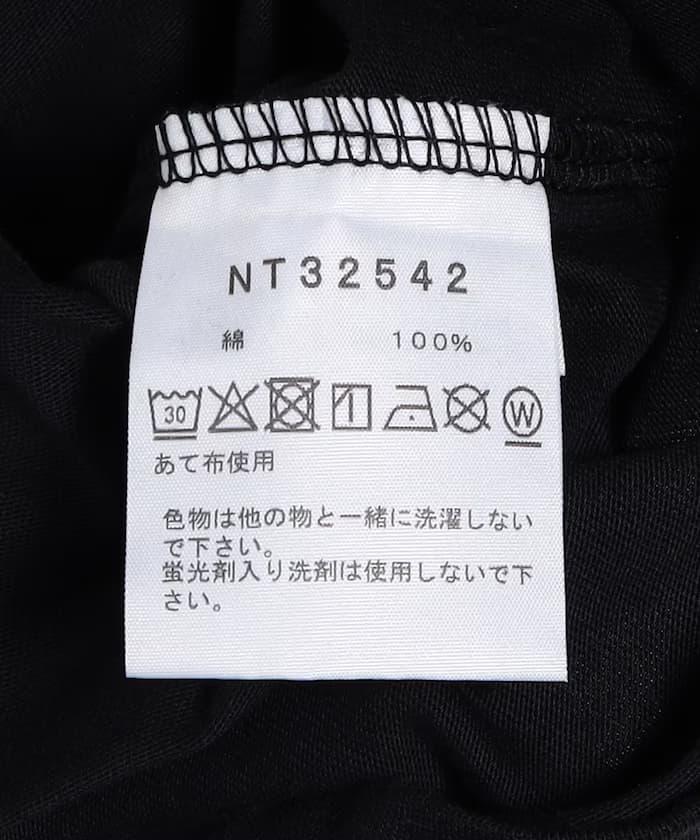 NT32542
綿 100%
30 W
あて布使用
色物は他の物と一緒に洗濯しない
で下さい。
蛍光剤入り洗剤は使用しないで下
さい。